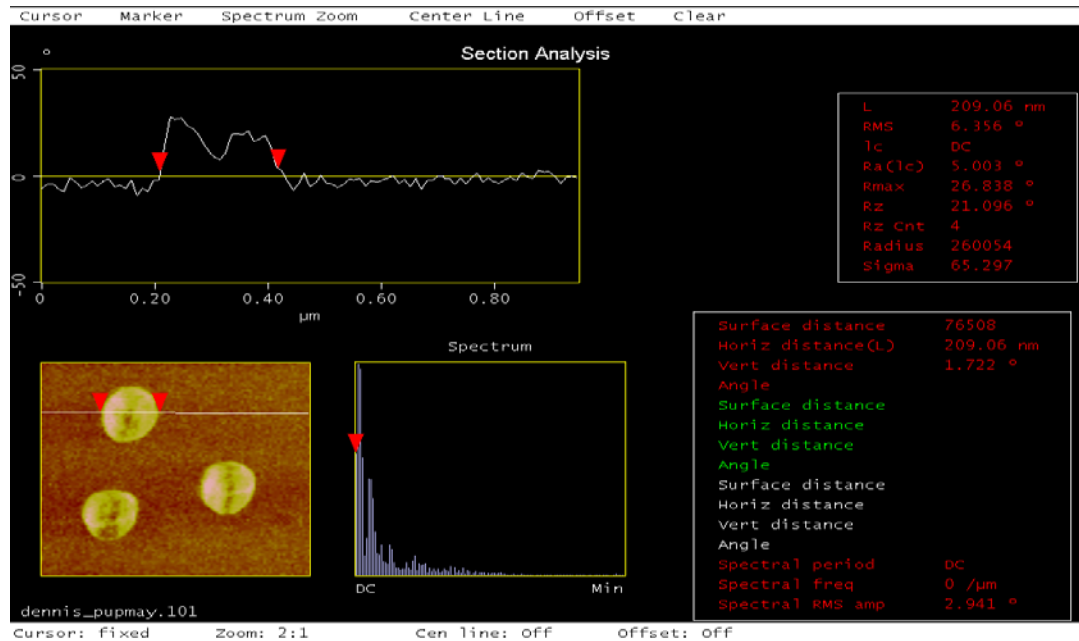 Cursor Marker Spectrum Zoom Center Line Offset Clear
Section Analysis
°
50
0
-50
0 0.20 0.40 0.60 0.80
µm
L 209.06 nm
RMS 6.356 °
lc DC
Ra(lc) 5.003 °
Rmax 26.838 °
Rz 21.096 °
Rz Cnt 4
Radius 260054
Sigma 65.297
Spectrum
DC Min
Surface distance 76508
Horiz distance(L) 209.06 nm
Vert distance 1.722 °
Angle
Surface distance
Horiz distance
Vert distance
Angle
Surface distance
Horiz distance
Vert distance
Angle
Spectral period DC
Spectral freq 0 /µm
Spectral RMS amp 2.941 °
dennis_pupmay.101
Cursor: fixed Zoom: 2:1 Cen line: Off Offset: Off